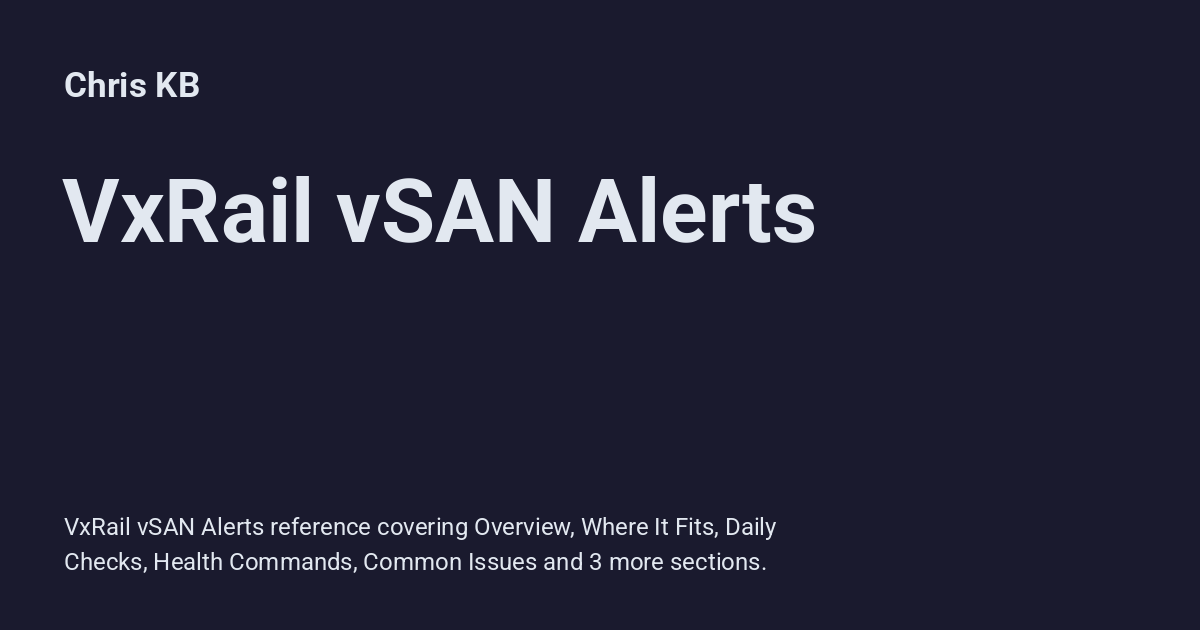 Chris KB
VxRail vSAN Alerts
VxRail vSAN Alerts reference covering Overview, Where It Fits, Daily
Checks, Health Commands, Common Issues and 3 more sections.